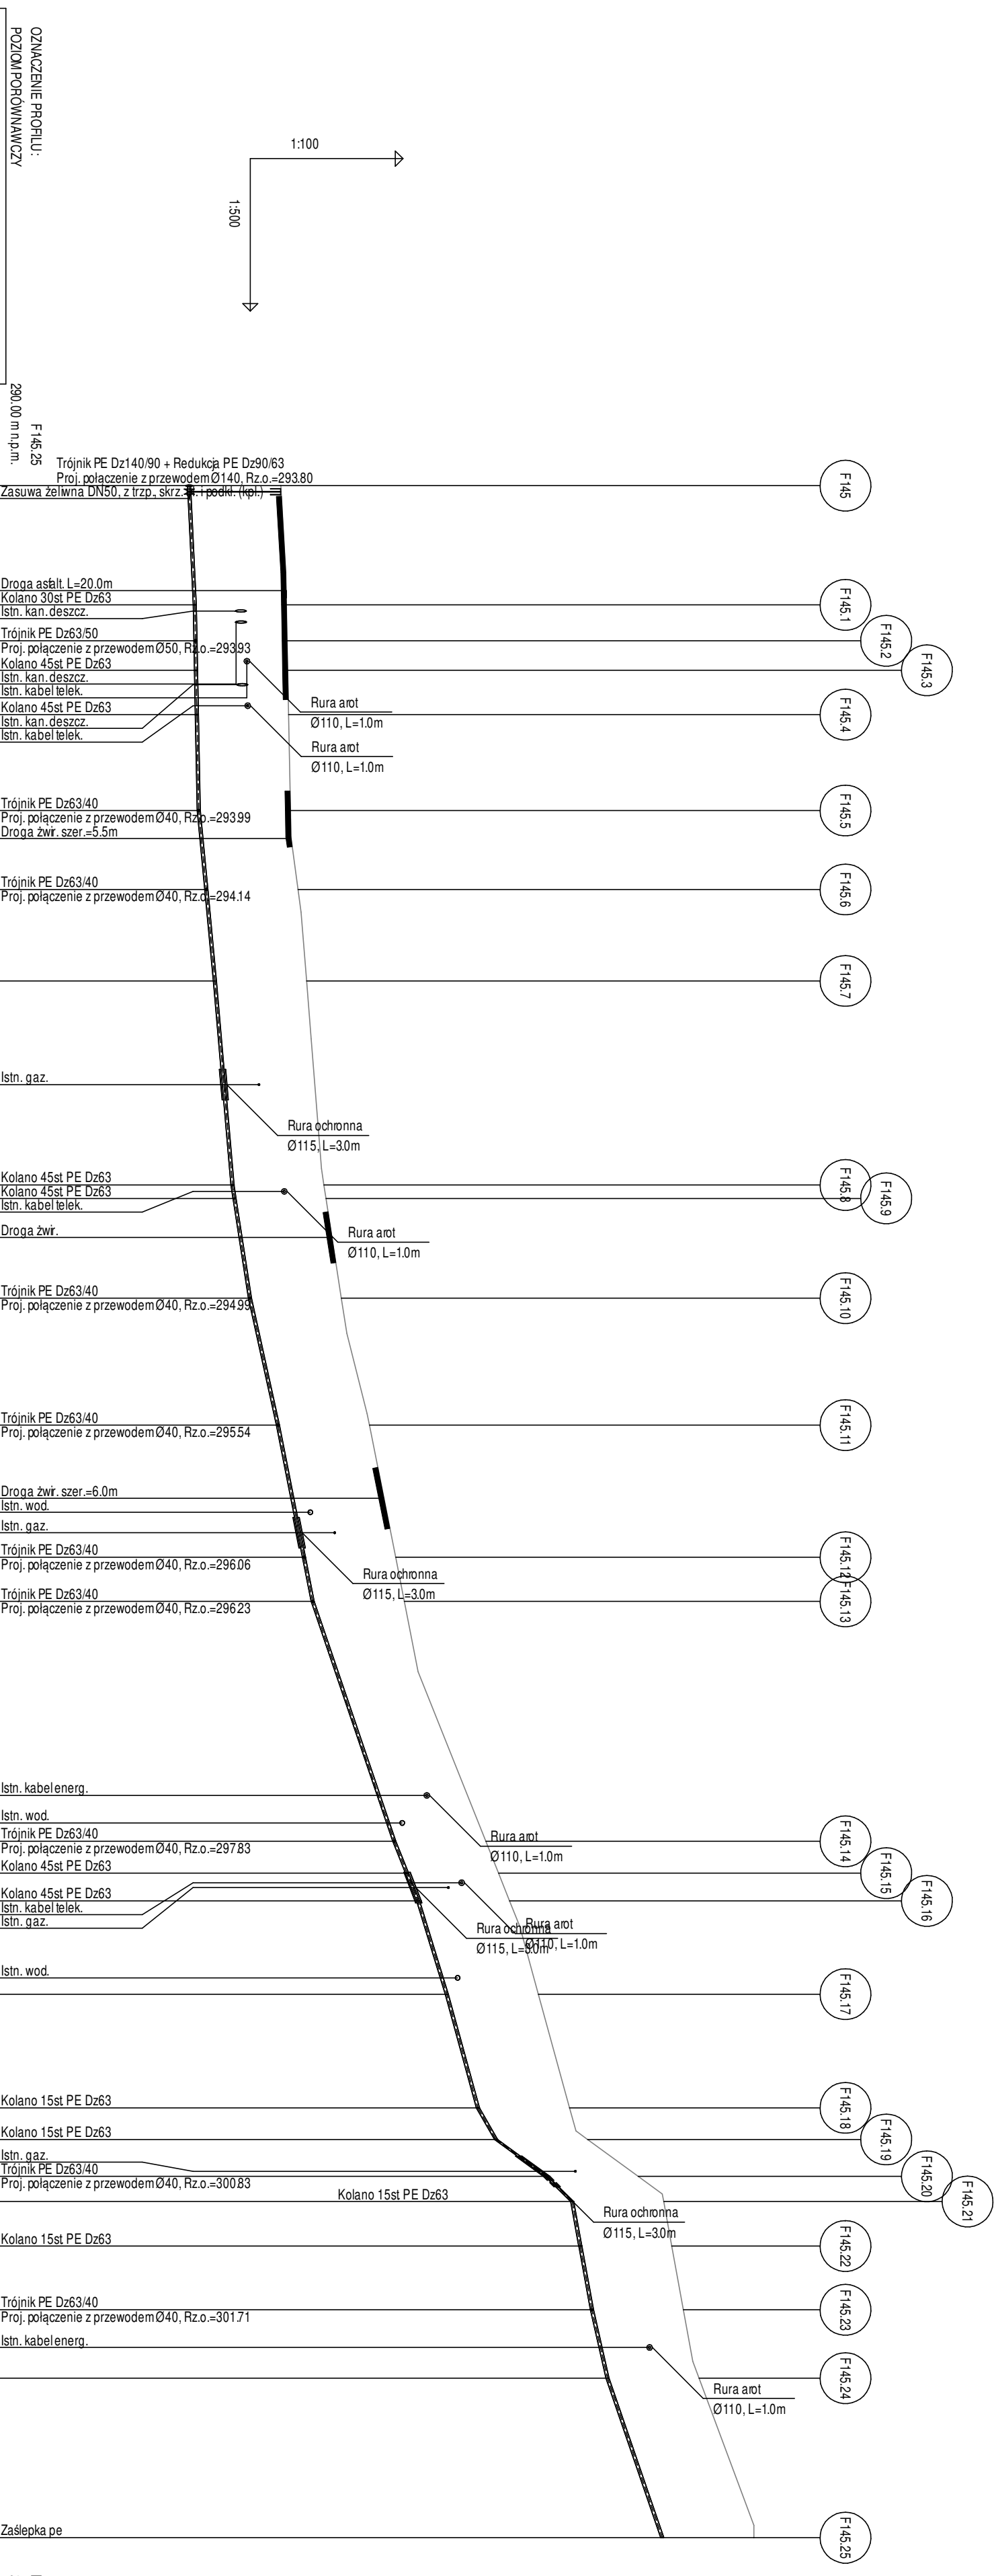 OZNACZENIE PROFILU:
F145.25
POZIOM PORÓWNAWCZY
290.00 m n.p.m.
1:100
1:500
Trójnik PE Dz140/90 + Redukcja PE Dz90/63
Proj. połączenie z przewodem Ø140, Rz.o.=293.80
Zasuwa żeliwna DN50, z trzp., skrz. i podkł. (kpl.)
F145
Droga asfalt. L=20.0m
Kolano 30st PE Dz63
F145.1
Istn. kan. deszcz.
Trójnik PE Dz63/50
F145.2
Proj. połączenie z przewodem Ø50, Rz.o.=293.93
Kolano 45st PE Dz63
F145.3
Istn. kan. deszcz.
Istn. kabel telek.
Rura arot
Ø110, L=1.0m
Kolano 45st PE Dz63
F145.4
Istn. kan. deszcz.
Istn. kabel telek.
Rura arot
Ø110, L=1.0m
Trójnik PE Dz63/40
F145.5
Proj. połączenie z przewodem Ø40, Rz.o.=293.99
Droga żwir. szer.=5.5m
Trójnik PE Dz63/40
F145.6
Proj. połączenie z przewodem Ø40, Rz.o.=294.14
F145.7
Istn. gaz.
Rura ochronna
Ø115, L=3.0m
Kolano 45st PE Dz63
F145.8
Kolano 45st PE Dz63
F145.9
Istn. kabel telek.
Droga żwir.
Rura arot
Ø110, L=1.0m
Trójnik PE Dz63/40
F145.10
Proj. połączenie z przewodem Ø40, Rz.o.=294.99
Trójnik PE Dz63/40
F145.11
Proj. połączenie z przewodem Ø40, Rz.o.=295.54
Droga żwir. szer.=6.0m
Istn. wod.
Istn. gaz.
Trójnik PE Dz63/40
F145.12
Proj. połączenie z przewodem Ø40, Rz.o.=296.06
Rura ochronna
Ø115, L=3.0m
Trójnik PE Dz63/40
F145.13
Proj. połączenie z przewodem Ø40, Rz.o.=296.23
Istn. kabel energ.
Istn. wod.
Rura arot
Ø110, L=1.0m
Trójnik PE Dz63/40
F145.14
Proj. połączenie z przewodem Ø40, Rz.o.=297.83
Kolano 45st PE Dz63
F145.15
Kolano 45st PE Dz63
F145.16
Istn. kabel telek.
Istn. gaz.
Rura ochronna
Ø115, L=3.0m
Rura arot
Ø110, L=1.0m
Istn. wod.
F145.17
Kolano 15st PE Dz63
F145.18
Kolano 15st PE Dz63
F145.19
Istn. gaz.
Trójnik PE Dz63/40
F145.20
Proj. połączenie z przewodem Ø40, Rz.o.=300.83
Kolano 15st PE Dz63
F145.21
Rura ochronna
Ø115, L=3.0m
Kolano 15st PE Dz63
F145.22
Trójnik PE Dz63/40
F145.23
Proj. połączenie z przewodem Ø40, Rz.o.=301.71
Istn. kabel energ.
F145.24
Rura arot
Ø110, L=1.0m
Zaślepka pe
F145.25